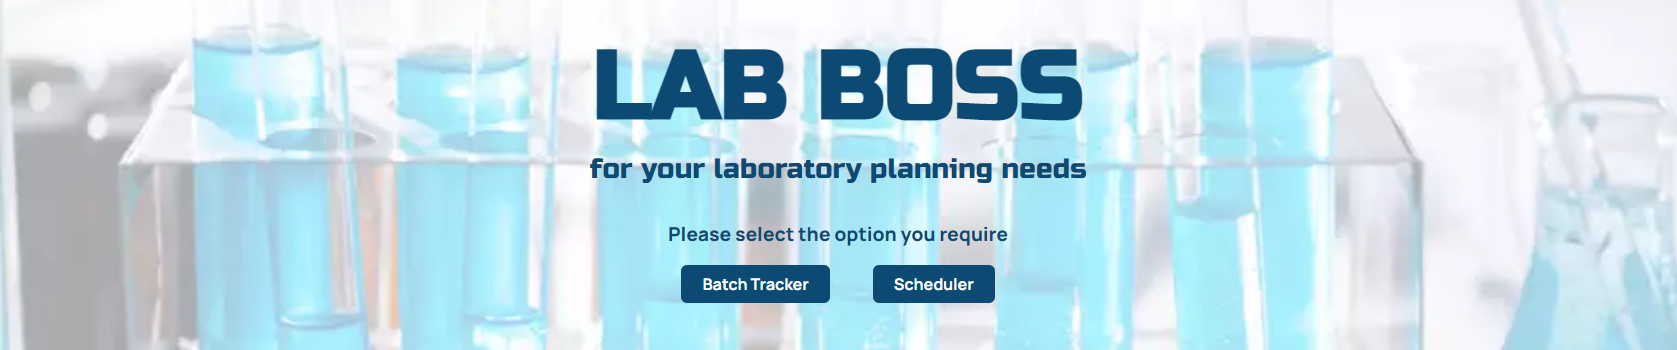 LAB BOSS
for your laboratory planning needs
Please select the option you require
Batch Tracker
Scheduler